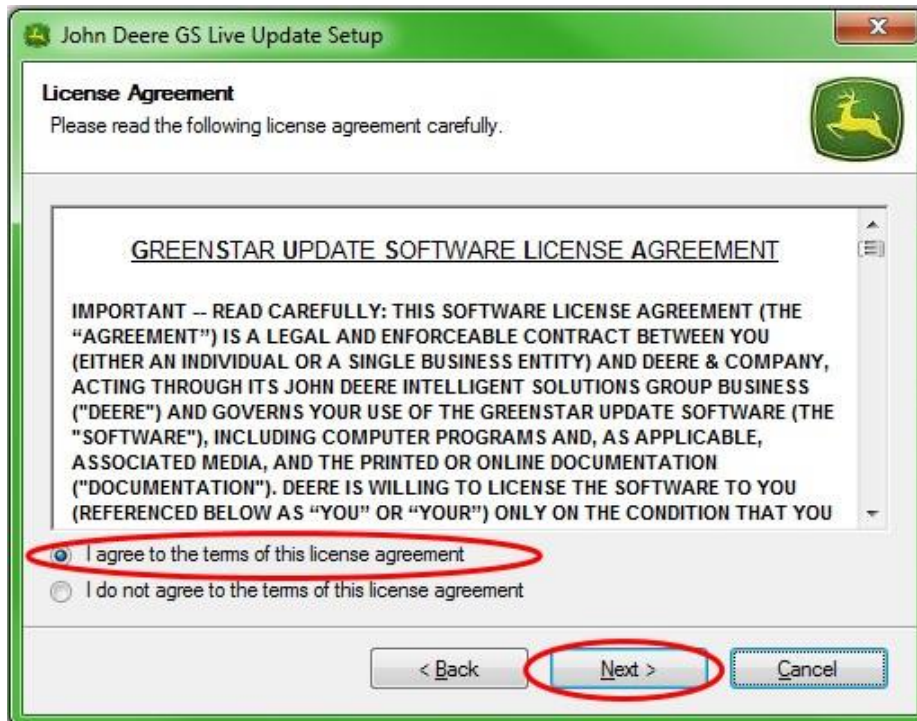 John Deere GS Live Update Setup
License Agreement
Please read the following license agreement carefully.
GREENSTAR UPDATE SOFTWARE LICENSE AGREEMENT
IMPORTANT -- READ CAREFULLY: THIS SOFTWARE LICENSE AGREEMENT (THE
“AGREEMENT”) IS A LEGAL AND ENFORCEABLE CONTRACT BETWEEN YOU
(EITHER AN INDIVIDUAL OR A SINGLE BUSINESS ENTITY) AND DEERE & COMPANY,
ACTING THROUGH ITS JOHN DEERE INTELLIGENT SOLUTIONS GROUP BUSINESS
("DEERE") AND GOVERNS YOUR USE OF THE GREENSTAR UPDATE SOFTWARE (THE
"SOFTWARE"), INCLUDING COMPUTER PROGRAMS AND, AS APPLICABLE,
ASSOCIATED MEDIA, AND THE PRINTED OR ONLINE DOCUMENTATION
("DOCUMENTATION"). DEERE IS WILLING TO LICENSE THE SOFTWARE TO YOU
(REFERENCED BELOW AS “YOU” OR “YOUR”) ONLY ON THE CONDITION THAT YOU
I agree to the terms of this license agreement
I do not agree to the terms of this license agreement
< Back Next > Cancel